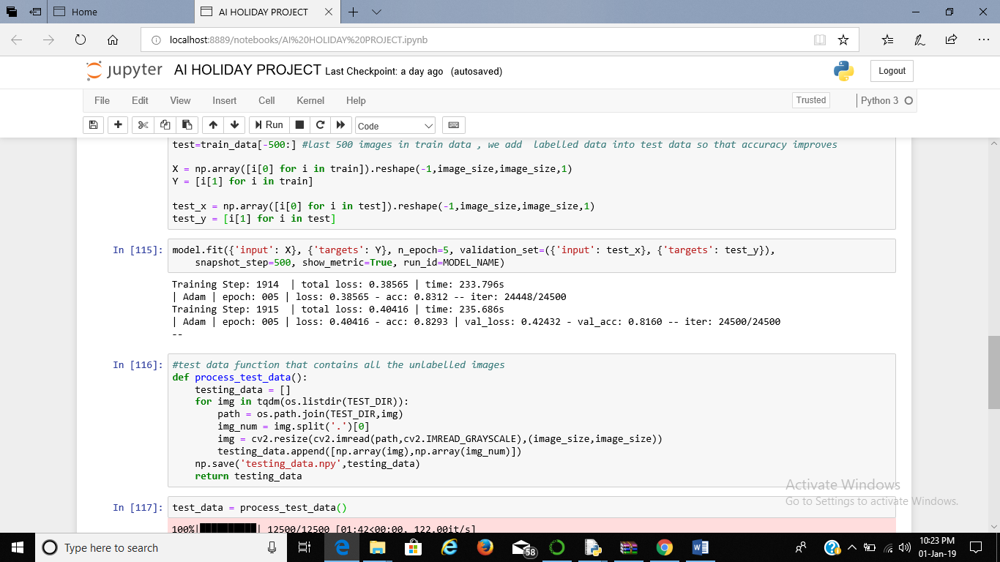 Home
AI HOLIDAY PROJECT
localhost:8889/notebooks/AI%20HOLIDAY%20PROJECT.ipynb
jupyter AI HOLIDAY PROJECT Last Checkpoint: a day ago (autosaved)
Logout
File Edit View Insert Cell Kernel Help
Trusted
Python 3
Run
Code
test=train_data[-500:] #last 500 images in train data , we add  labelled data into test data so that accuracy improves
X = np.array([i[0] for i in train]).reshape(-1,image_size,image_size,1)
Y = [i[1] for i in train]
test_x = np.array([i[0] for i in test]).reshape(-1,image_size,image_size,1)
test_y = [i[1] for i in test]
In [115]: model.fit({'input': X}, {'targets': Y}, n_epoch=5, validation_set=({'input': test_x}, {'targets': test_y}),
    snapshot_step=500, show_metric=True, run_id=MODEL_NAME)
Training Step: 1914  | total loss: 0.38565 | time: 233.796s
| Adam | epoch: 005 | loss: 0.38565 - acc: 0.8312 -- iter: 24448/24500
Training Step: 1915  | total loss: 0.40416 | time: 235.686s
| Adam | epoch: 005 | loss: 0.40416 - acc: 0.8293 | val_loss: 0.42432 - val_acc: 0.8160 -- iter: 24500/24500
--
In [116]: #test data function that contains all the unlabelled images
def process_test_data():
    testing_data = []
    for img in tqdm(os.listdir(TEST_DIR)):
        path = os.path.join(TEST_DIR,img)
        img_num = img.split('.')[0]
        img = cv2.resize(cv2.imread(path,cv2.IMREAD_GRAYSCALE),(image_size,image_size))
        testing_data.append([np.array(img),np.array(img_num)])
    np.save('testing_data.npy',testing_data)
    return testing_data
Activate Windows
Go to Settings to activate Windows.
In [117]: test_data = process_test_data()
100%|██████████| 12500/12500 [01:42<00:00, 122.00it/s]
Type here to search
58
10:23 PM
01-Jan-19